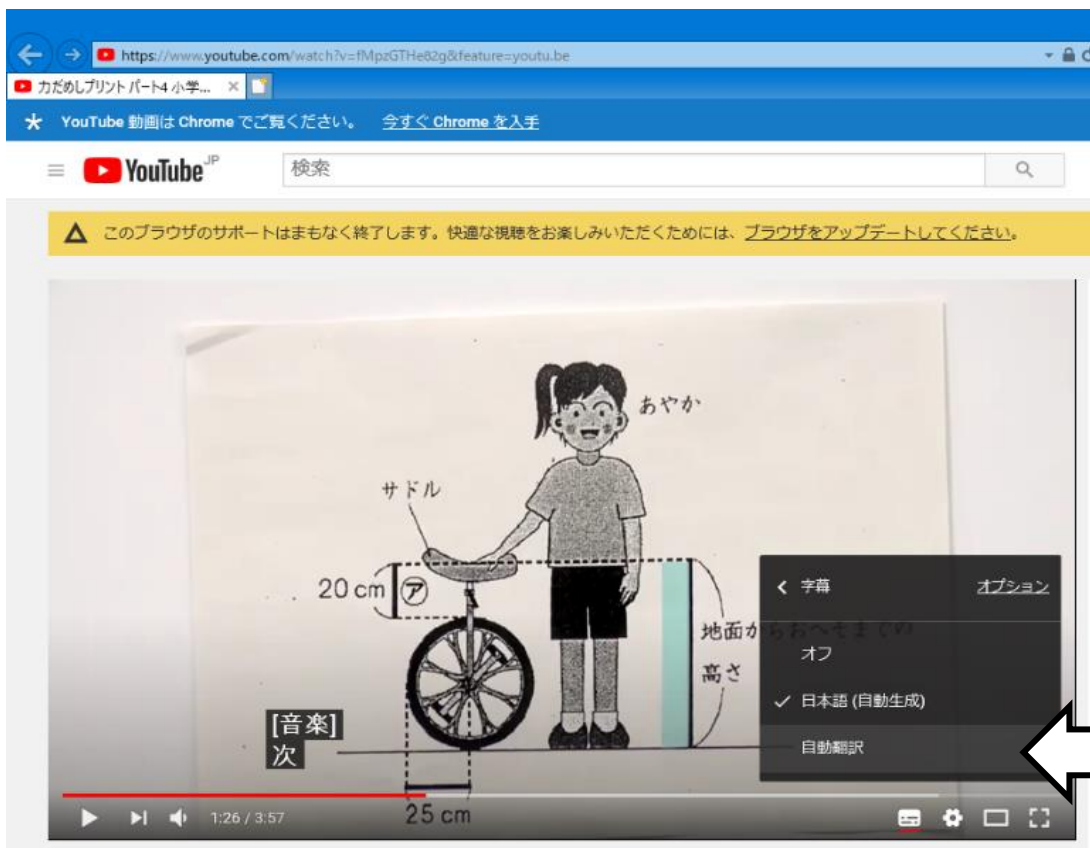 https://www.youtube.com/watch?v=fMpzGTHe82g&feature=youtu.be
力だめしプリント パート4 小学...
YouTube 動画は Chrome でご覧ください。 今すぐ Chrome を入手
YouTube JP
検索
このブラウザのサポートはまもなく終了します。快適な視聴をお楽しみいただくためには、ブラウザをアップデートしてください。
あやか
サドル
20 cm ㋐
字幕 オプション
地面からおへそまでの
高さ
オフ
日本語 (自動生成)
自動翻訳
[音楽]
次
25 cm
1:26 / 3:57